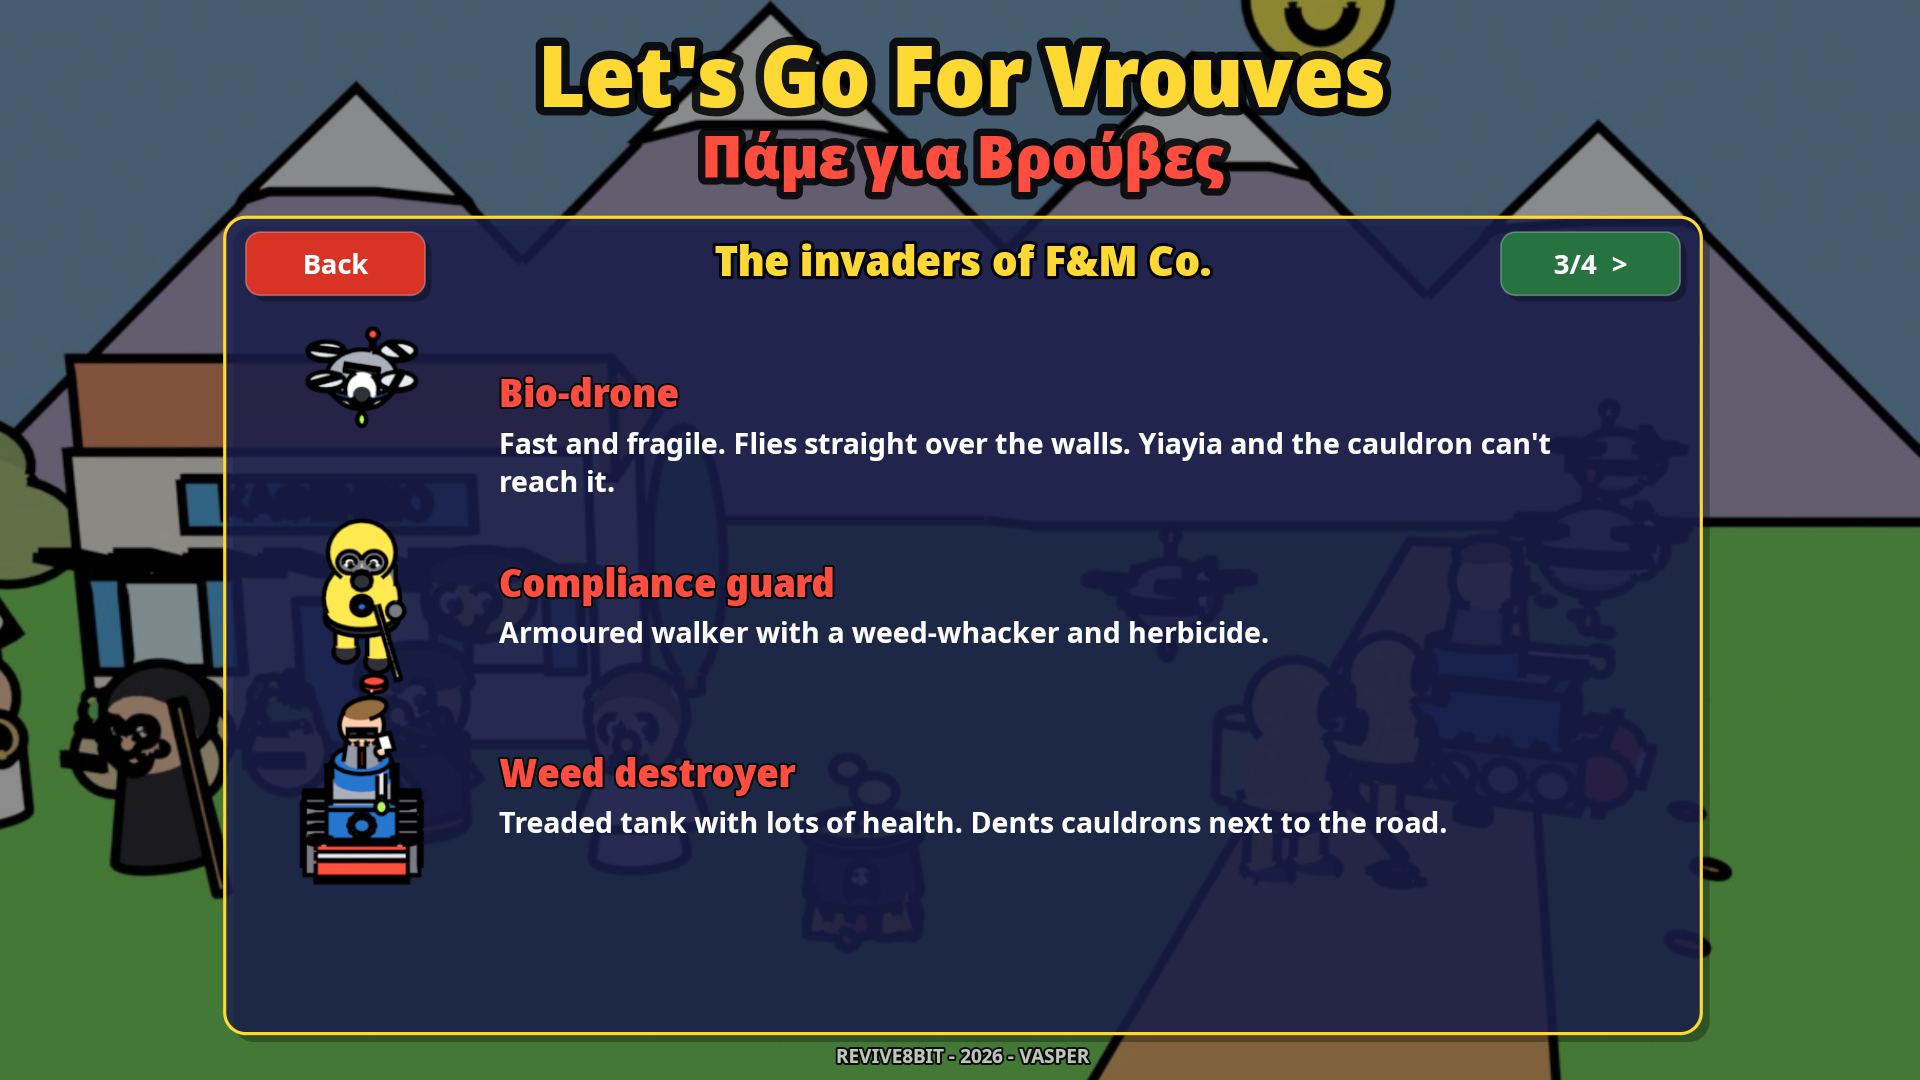 Let's Go For Vrouves
Πάμε για Βρούβες
Back
The invaders of F&M Co.
3/4 >
Bio-drone
Fast and fragile. Flies straight over the walls. Yiayia and the cauldron can't
reach it.
Compliance guard
Armoured walker with a weed-whacker and herbicide.
Weed destroyer
Treaded tank with lots of health. Dents cauldrons next to the road.
REVIVE8BIT - 2026 - VASPER